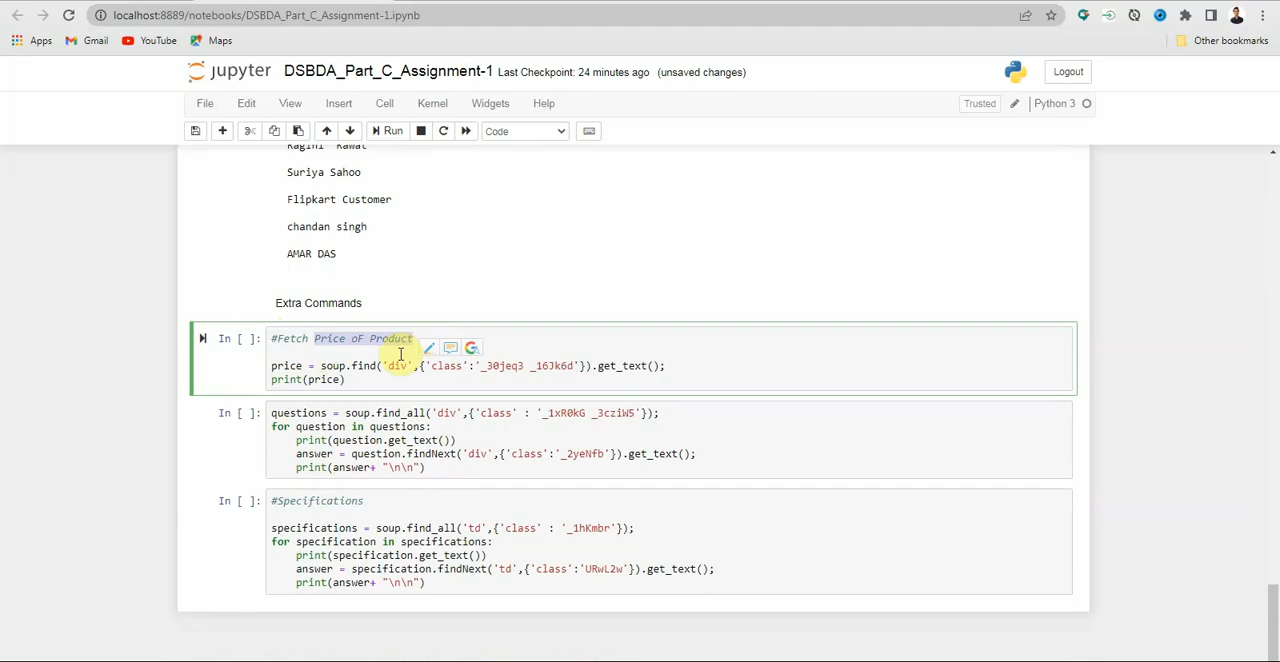 localhost:8889/notebooks/DSBDA_Part_C_Assignment-1.ipynb
Apps Gmail YouTube Maps Other bookmarks
jupyter DSBDA_Part_C_Assignment-1 Last Checkpoint: 24 minutes ago (unsaved changes) Logout
File Edit View Insert Cell Kernel Widgets Help Trusted Python 3
Run Code
Ragini Rawat
Suriya Sahoo
Flipkart Customer
chandan singh
AMAR DAS
Extra Commands
In [ ]: #Fetch Price oF Product
price = soup.find('div',{'class':'_30jeq3 _16Jk6d'}).get_text();
print(price)
In [ ]: questions = soup.find_all('div',{'class' : '_1xR0kG _3cziW5'});
for question in questions:
print(question.get_text())
answer = question.findNext('div',{'class':'_2yeNfb'}).get_text();
print(answer+ "\n\n")
In [ ]: #Specifications
specifications = soup.find_all('td',{'class' : '_1hKmbr'});
for specification in specifications:
print(specification.get_text())
answer = specification.findNext('td',{'class':'URwL2w'}).get_text();
print(answer+ "\n\n")